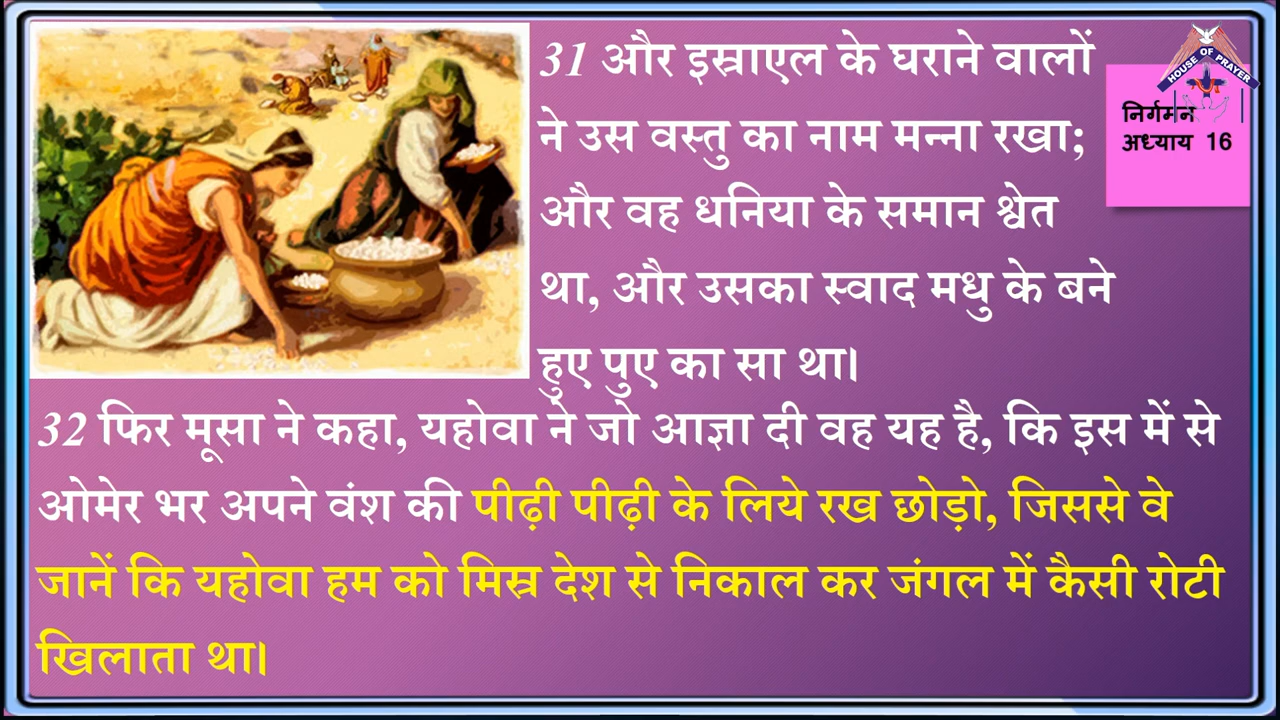 31 और इस्राएल के घराने वालों
ने उस वस्तु का नाम मन्ना रखा;
और वह धनिया के समान श्वेत
था, और उसका स्वाद मधु के बने
हुए पुए का सा था।
HOUSE OF PRAYER
निर्गमन
अध्याय 16
32 फिर मूसा ने कहा, यहोवा ने जो आज्ञा दी वह यह है, कि इस में से
ओमेर भर अपने वंश की पीढ़ी पीढ़ी के लिये रख छोड़ो, जिससे वे
जानें कि यहोवा हम को मिस्र देश से निकाल कर जंगल में कैसी रोटी
खिलाता था।